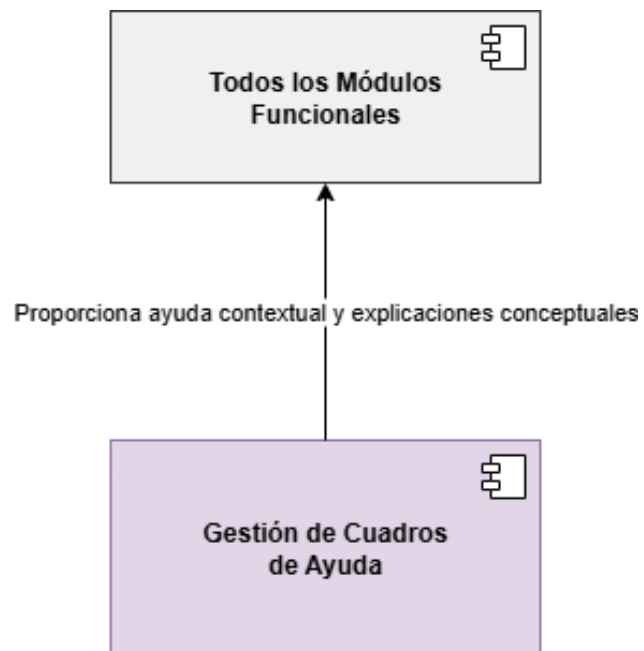 Todos los Módulos
Funcionales
Proporciona ayuda contextual y explicaciones conceptuales
Gestión de Cuadros
de Ayuda